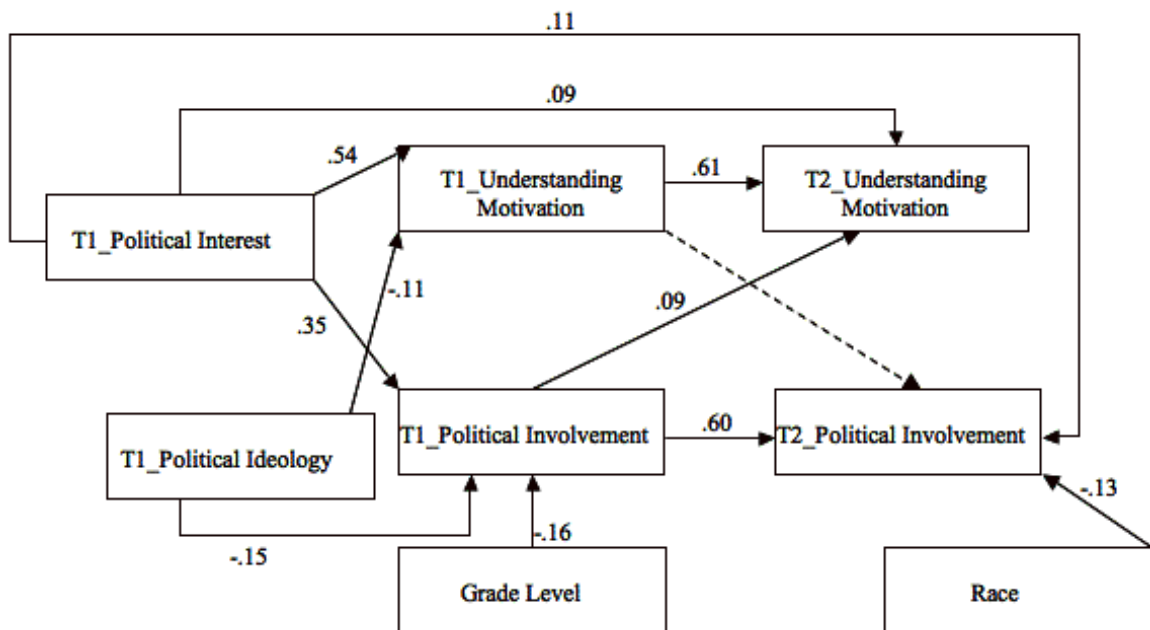 .11
.09
.54
T1_Understanding
Motivation
.61
T2_Understanding
Motivation
T1_Political Interest
-.11
.09
.35
T1_Political Involvement
.60
T2_Political Involvement
T1_Political Ideology
-.13
-.15
-.16
Grade Level
Race